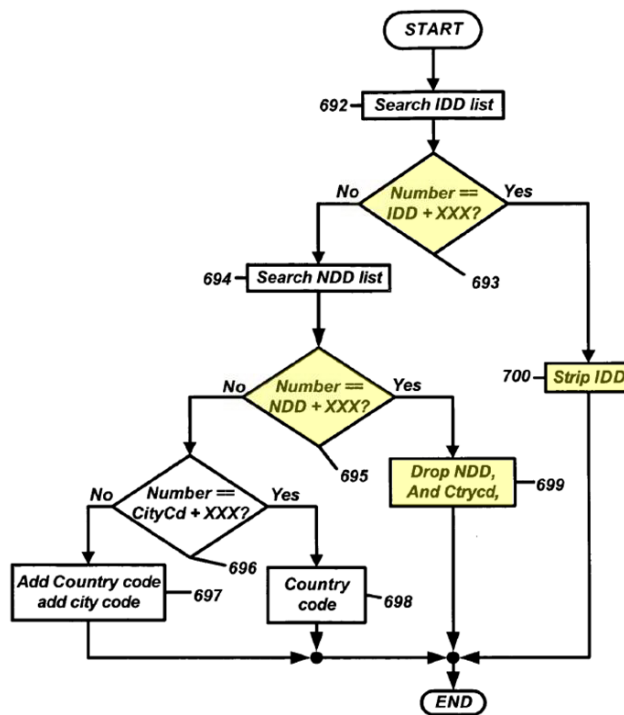 START
692
Search IDD list
No
Number ==
IDD + XXX?
Yes
694
Search NDD list
693
No
Number ==
NDD + XXX?
Yes
700
Strip IDD
695
Drop NDD,
And Ctrycd,
699
No
Number ==
CityCd + XXX?
Yes
696
Add Country code
add city code
697
Country
code
698
END